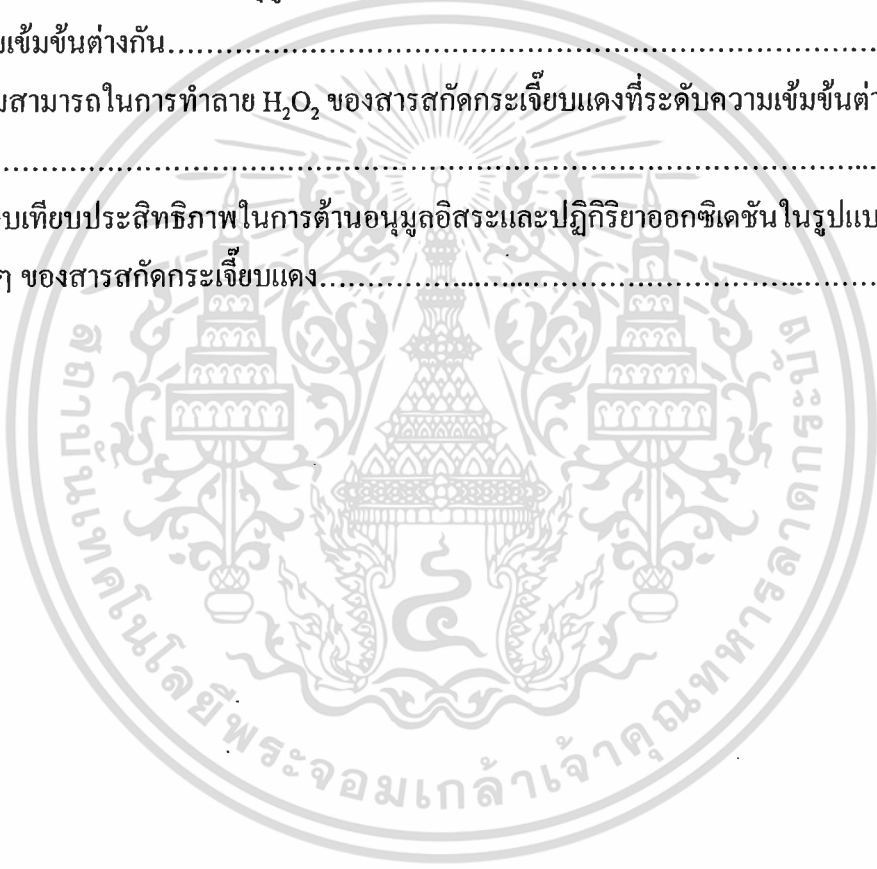 มเข้มข้นต่างกัน
มสามารถในการทำลาย H₂O₂ ของสารสกัดกระเจี๊ยบแดงที่ระดับความเข้มข้นต่า
บเทียบประสิทธิภาพในการต้านอนุมูลอิสระและปฏิกิริยาออกซิเดชันในรูปแบ
ๆ ของสารสกัดกระเจี๊ยบแดง
สถาบันเทคโนโลยีพระจอมเกล้าเจ้าคุณทหารลาดกระบัง